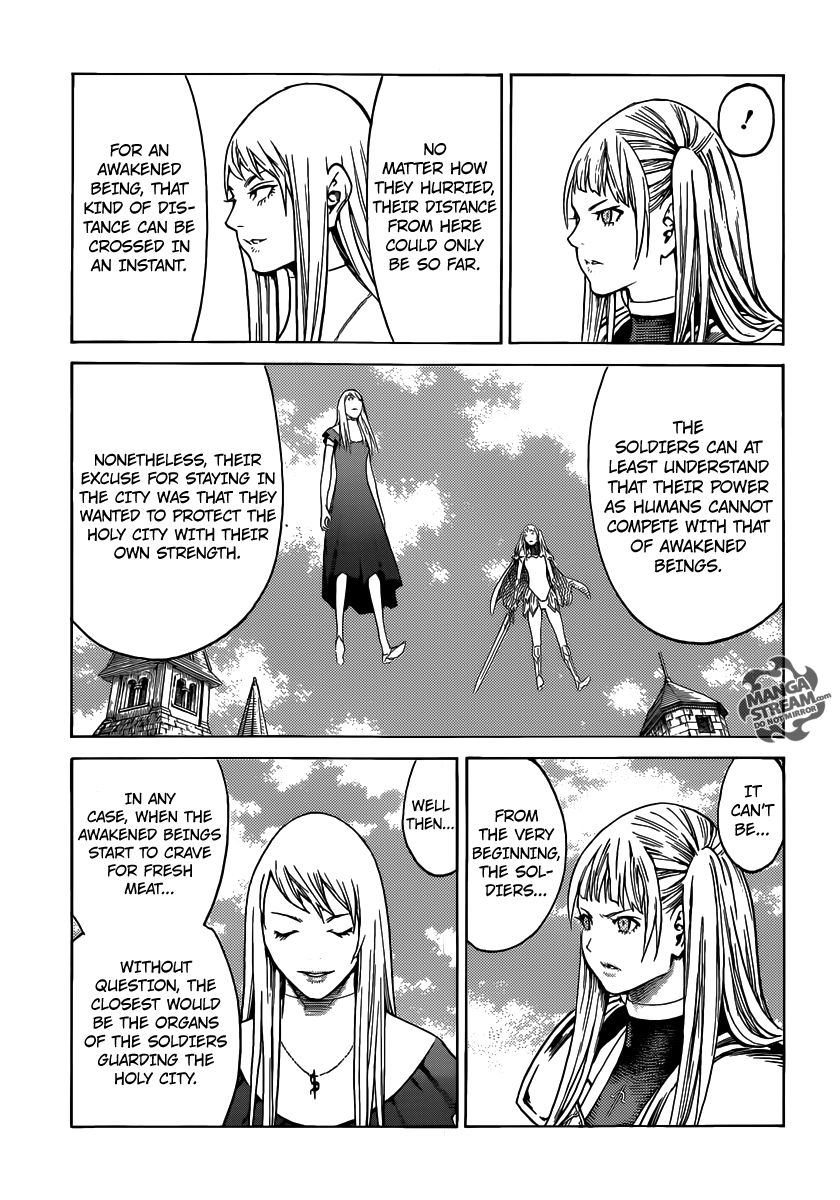 !
NO
MATTER HOW
THEY HURRIED,
THEIR DISTANCE
FROM HERE
COULD ONLY
BE SO FAR.
FOR AN
AWAKENED
BEING, THAT
KIND OF DIS-
TANCE CAN BE
CROSSED IN
AN INSTANT.
THE
SOLDIERS CAN AT
LEAST UNDERSTAND
THAT THEIR POWER
AS HUMANS CANNOT
COMPETE WITH THAT
OF AWAKENED
BEINGS.
NONETHELESS, THEIR
EXCUSE FOR STAYING IN
THE CITY WAS THAT THEY
WANTED TO PROTECT THE
HOLY CITY WITH THEIR
OWN STRENGTH.
MANGA
STREAM.com
DO NOT MIRROR
IT
CAN'T
BE...
FROM
THE VERY
BEGINNING,
THE SOL-
DIERS...
WELL
THEN...
IN ANY
CASE, WHEN THE
AWAKENED BEINGS
START TO CRAVE
FOR FRESH
MEAT...
WITHOUT
QUESTION, THE
CLOSEST WOULD
BE THE ORGANS
OF THE SOLDIERS
GUARDING THE
HOLY CITY.